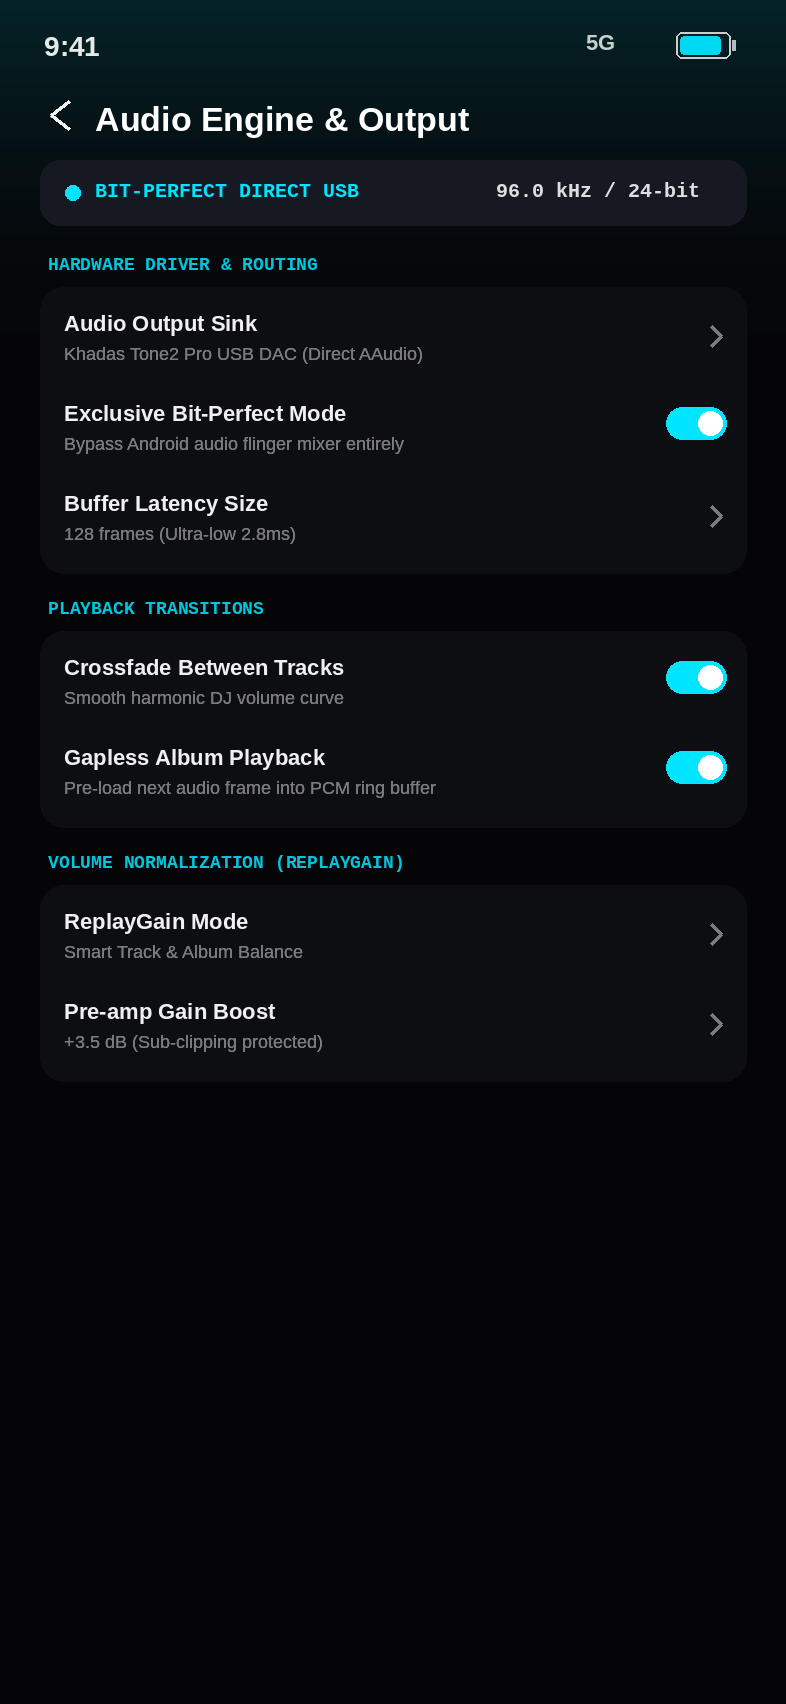 9:41
5G
Audio Engine & Output
BIT-PERFECT DIRECT USB
96.0 kHz / 24-bit
HARDWARE DRIVER & ROUTING
Audio Output Sink
Khadas Tone2 Pro USB DAC (Direct AAudio)
Exclusive Bit-Perfect Mode
Bypass Android audio flinger mixer entirely
Buffer Latency Size
128 frames (Ultra-low 2.8ms)
PLAYBACK TRANSITIONS
Crossfade Between Tracks
Smooth harmonic DJ volume curve
Gapless Album Playback
Pre-load next audio frame into PCM ring buffer
VOLUME NORMALIZATION (REPLAYGAIN)
ReplayGain Mode
Smart Track & Album Balance
Pre-amp Gain Boost
+3.5 dB (Sub-clipping protected)